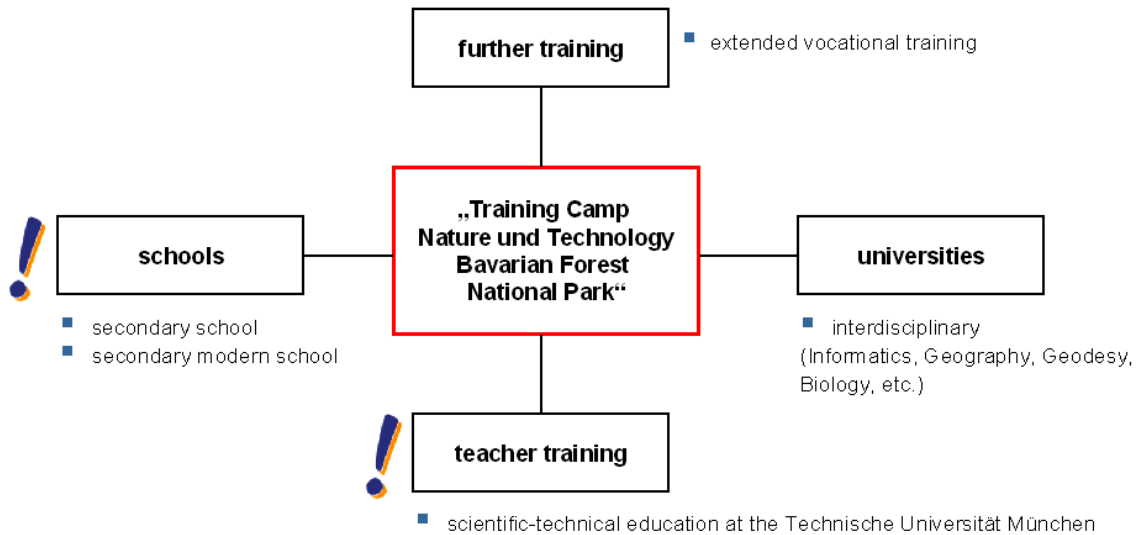 further training
■ extended vocational training
„Training Camp
Nature und Technology
Bavarian Forest
National Park“
schools
■ secondary school
■ secondary modern school
universities
■ interdisciplinary
(Informatics, Geography, Geodesy,
Biology, etc.)
teacher training
■ scientific-technical education at the Technische Universität München